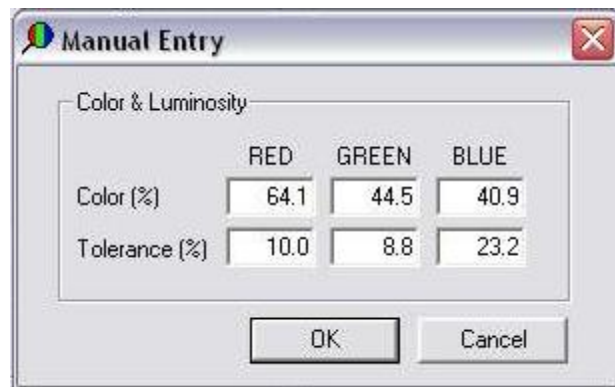 Manual Entry
Color & Luminosity
RED GREEN BLUE
Color (%) 64.1 44.5 40.9
Tolerance (%) 10.0 8.8 23.2
OK Cancel